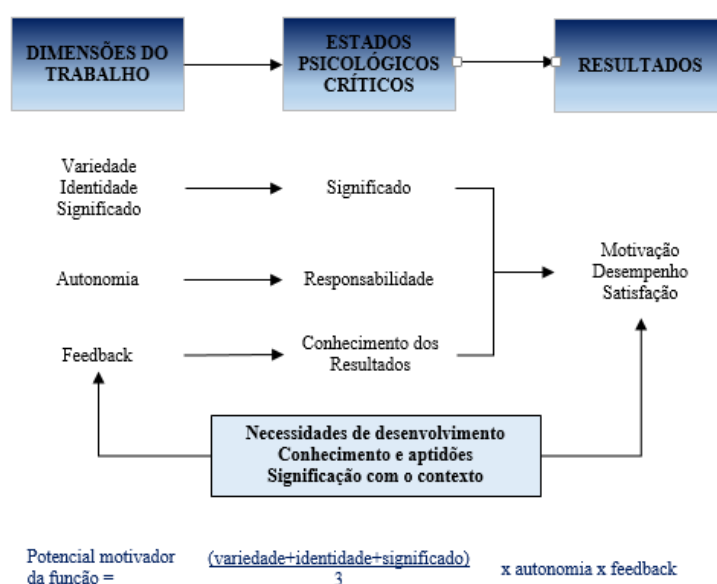 DIMENSÕES DO
TRABALHO
ESTADOS
PSICOLÓGICOS
CRÍTICOS
RESULTADOS
Variedade
Identidade
Significado
Significado
Autonomia
Responsabilidade
Feedback
Conhecimento dos
Resultados
Motivação
Desempenho
Satisfação
Necessidades de desenvolvimento
Conhecimento e aptidões
Significação com o contexto
Potencial motivador
da função =
(variedade+identidade+significado)
3
x autonomia x feedback